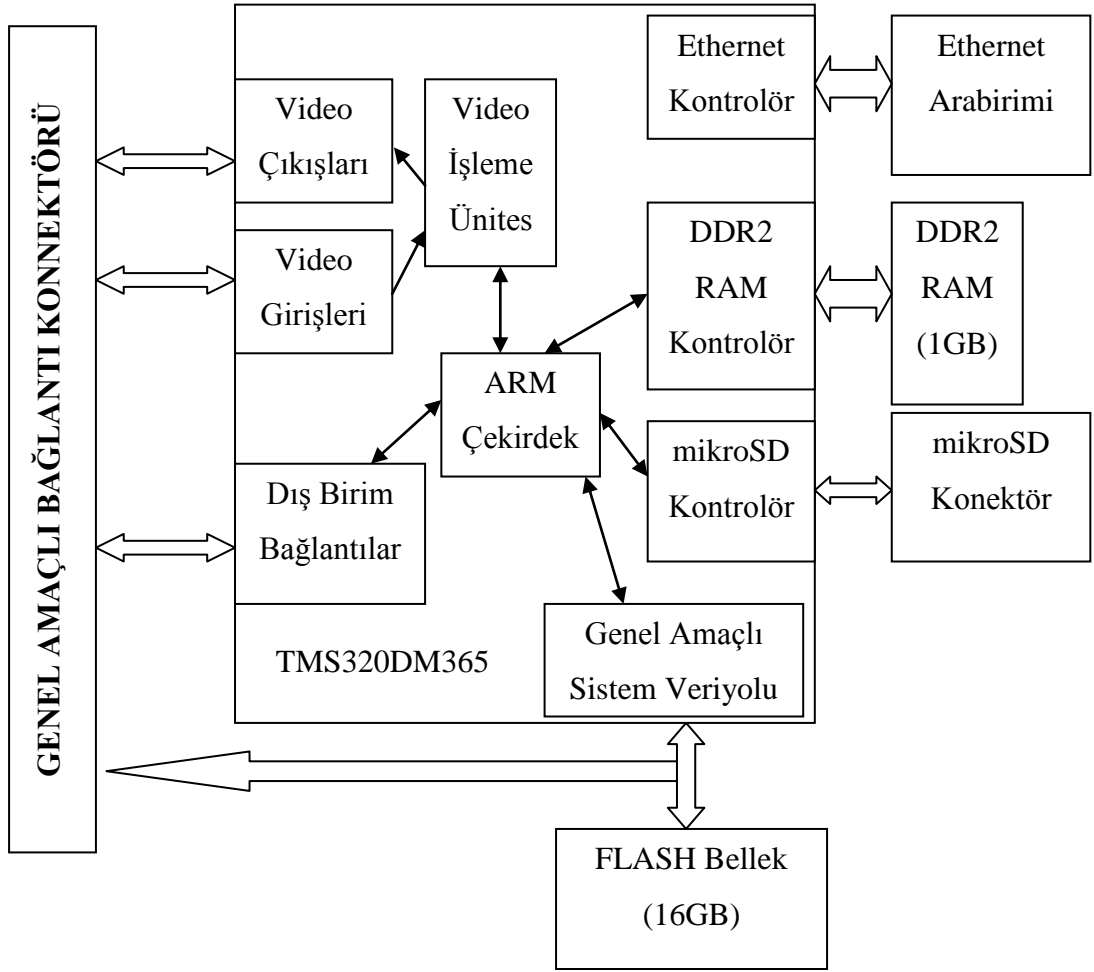 GENEL AMAÇLI BAĞLANTI KONNEKTÖRÜ
Video
Çıkışları
Video
İşleme
Ünites
Ethernet
Kontrolör
Ethernet
Arabirimi
Video
Girişleri
DDR2
RAM
Kontrolör
DDR2
RAM
(1GB)
ARM
Çekirdek
mikroSD
Kontrolör
mikroSD
Konektör
Dış Birim
Bağlantılar
TMS320DM365
Genel Amaçlı
Sistem Veriyolu
FLASH Bellek
(16GB)